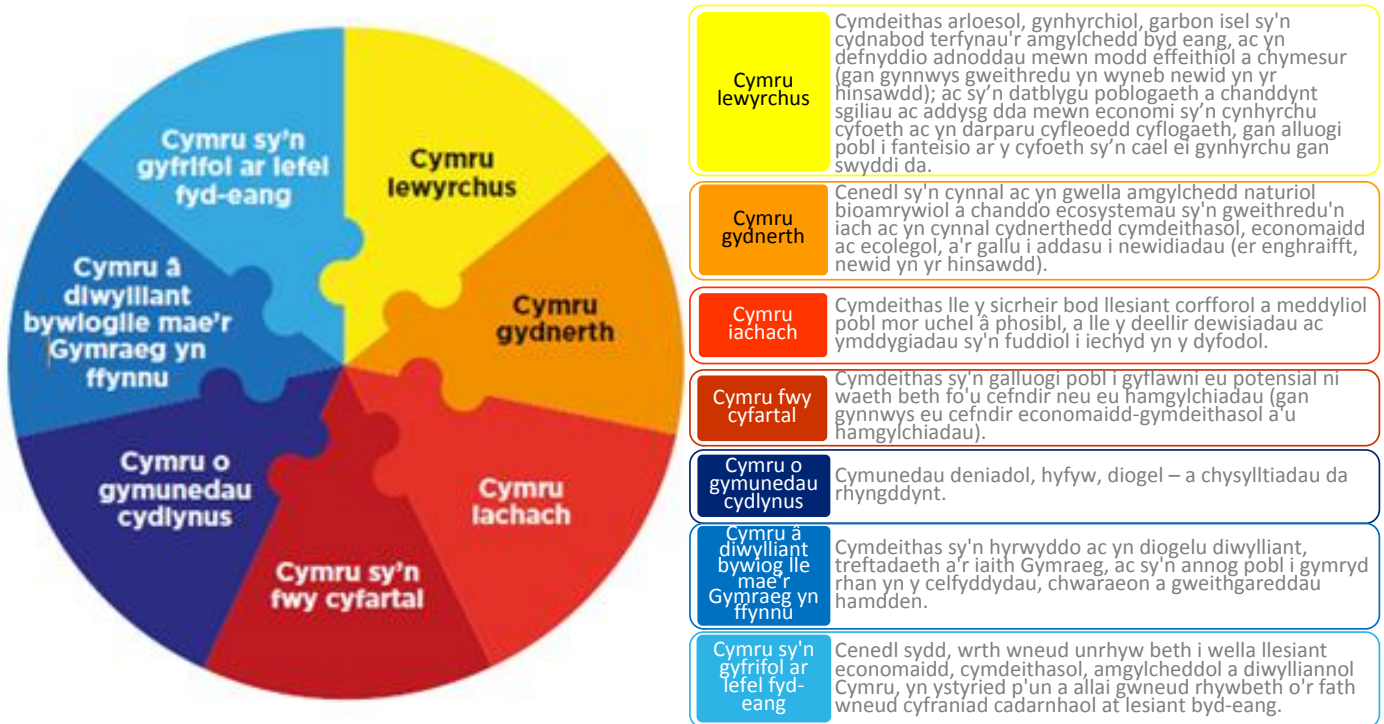 Cymru sy'n
gyfrifol ar lefel
fyd-eang
Cymru
lewyrchus
Cymru â
diwylliant
bywioglle mae'r
Gymraeg yn
ffynnu
Cymru
gydnerth
Cymru o
gymunedau
cydlynus
Cymru
iachach
Cymru sy'n
fwy cyfartal
Cymru
lewyrchus
Cymdeithas arloesol, gynhyrchiol, garbon isel sy'n
cydnabod terfynau'r amgylchedd byd eang, ac yn
defnyddio adnoddau mewn modd effeithiol a chymesur
(gan gynnwys gweithredu yn wyneb newid yn yr
hinsawdd); ac sy’n datblygu poblogaeth a chanddynt
sgiliau ac addysg dda mewn economi sy’n cynhyrchu
cyfoeth ac yn darparu cyfleoedd cyflogaeth, gan alluogi
pobl i fanteisio ar y cyfoeth sy’n cael ei gynhyrchu gan
swyddi da.
Cymru
gydnerth
Cenedl sy'n cynnal ac yn gwella amgylchedd naturiol
bioamrywiol a chanddo ecosystemau sy'n gweithredu'n
iach ac yn cynnal cydnerthedd cymdeithasol, economaidd
ac ecolegol, a'r gallu i addasu i newidiadau (er enghraifft,
newid yn yr hinsawdd).
Cymru
iachach
Cymdeithas lle y sicrheir bod llesiant corfforol a meddyliol
pobl mor uchel â phosibl, a lle y deellir dewisiadau ac
ymddygiadau sy'n fuddiol i iechyd yn y dyfodol.
Cymru fwy
cyfartal
Cymdeithas sy'n galluogi pobl i gyflawni eu potensial ni
waeth beth fo'u cefndir neu eu hamgylchiadau (gan
gynnwys eu cefndir economaidd-gymdeithasol a'u
hamgylchiadau).
Cymru o
gymunedau
cydlynus
Cymunedau deniadol, hyfyw, diogel – a chysylltiadau da
rhyngddynt.
Cymru â
diwylliant
bywiog lle
mae'r
Gymraeg yn
ffynnu
Cymdeithas sy'n hyrwyddo ac yn diogelu diwylliant,
treftadaeth a'r iaith Gymraeg, ac sy'n annog pobl i gymryd
rhan yn y celfyddydau, chwaraeon a gweithgareddau
hamdden.
Cymru sy'n
gyfrifol ar
lefel fyd-
eang
Cenedl sydd, wrth wneud unrhyw beth i wella llesiant
economaidd, cymdeithasol, amgylcheddol a diwylliannol
Cymru, yn ystyried p'un a allai gwneud rhywbeth o'r fath
wneud cyfraniad cadarnhaol at lesiant byd-eang.